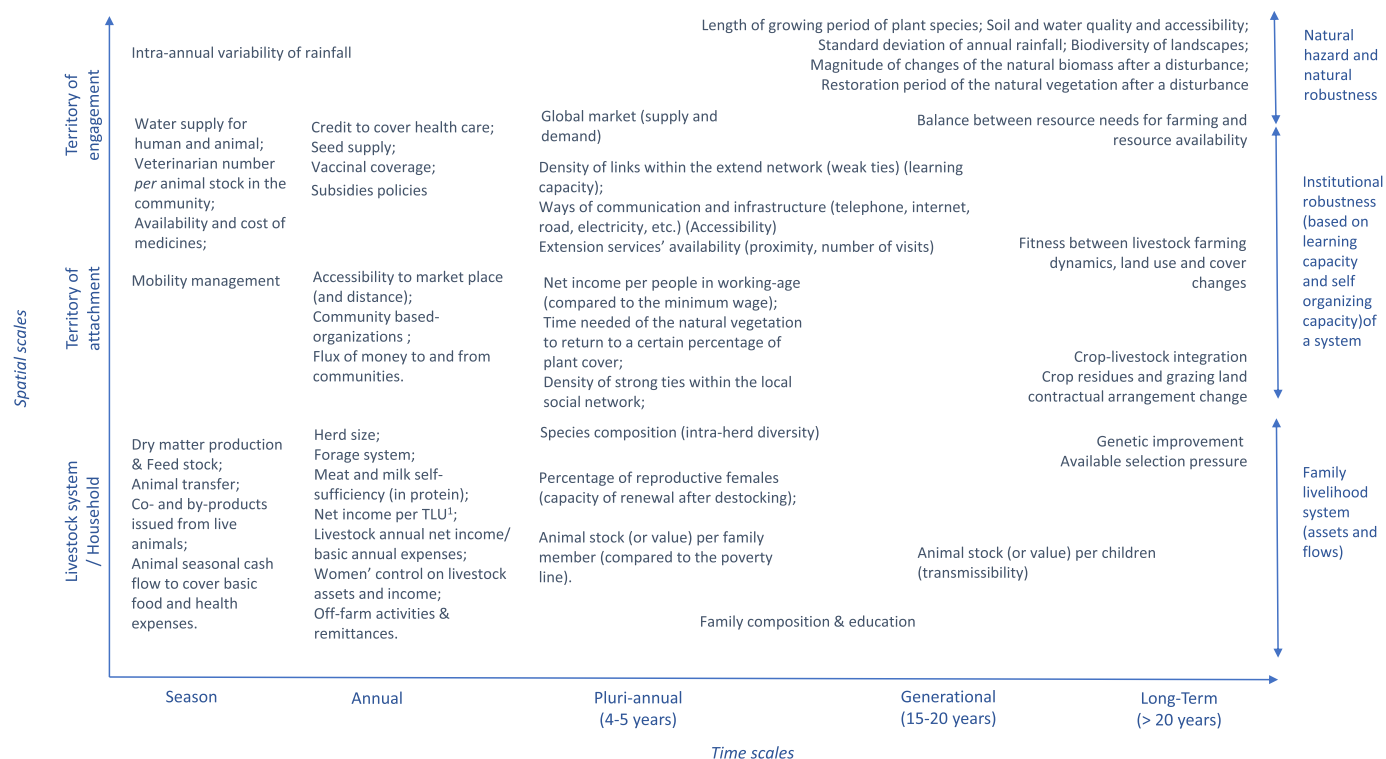 Length of growing period of plant species; Soil and water quality and accessibility;
Standard deviation of annual rainfall; Biodiversity of landscapes;
Magnitude of changes of the natural biomass after a disturbance;
Restoration period of the natural vegetation after a disturbance
Intra-annual variability of rainfall
Natural
hazard and
natural
robustness
Territory of
engagement
Water supply for
human and animal;
Veterinarian number
per animal stock in the
community;
Availability and cost of
medicines;
Credit to cover health care;
Seed supply;
Vaccinal coverage;
Subsidies policies
Global market (supply and
demand)
Density of links within the extend network (weak ties) (learning
capacity);
Ways of communication and infrastructure (telephone, internet,
road, electricity, etc.) (Accessibility)
Extension services’ availability (proximity, number of visits)
Balance between resource needs for farming and
resource availability
Fitness between livestock farming
dynamics, land use and cover
changes
Institutional
robustness
(based on
learning
capacity
and self
organizing
capacity)of
a system
Territory of
attachment
Mobility management
Accessibility to market place
(and distance);
Community based-
organizations ;
Flux of money to and from
communities.
Net income per people in working-age
(compared to the minimum wage);
Time needed of the natural vegetation
to return to a certain percentage of
plant cover;
Density of strong ties within the local
social network;
Crop-livestock integration
Crop residues and grazing land
contractual arrangement change
Spatial scales
Livestock system
/ Household
Dry matter production
& Feed stock;
Animal transfer;
Co- and by-products
issued from live
animals;
Animal seasonal cash
flow to cover basic
food and health
expenses.
Herd size;
Forage system;
Meat and milk self-
sufficiency (in protein);
Net income per TLU¹;
Livestock annual net income/
basic annual expenses;
Women’ control on livestock
assets and income;
Off-farm activities &
remittances.
Species composition (intra-herd diversity)
Percentage of reproductive females
(capacity of renewal after destocking);
Animal stock (or value) per family
member (compared to the poverty
line).
Family composition & education
Genetic improvement
Available selection pressure
Animal stock (or value) per children
(transmissibility)
Family
livelihood
system
(assets and
flows)
Season
Annual
Pluri-annual
(4-5 years)
Generational
(15-20 years)
Long-Term
(> 20 years)
Time scales